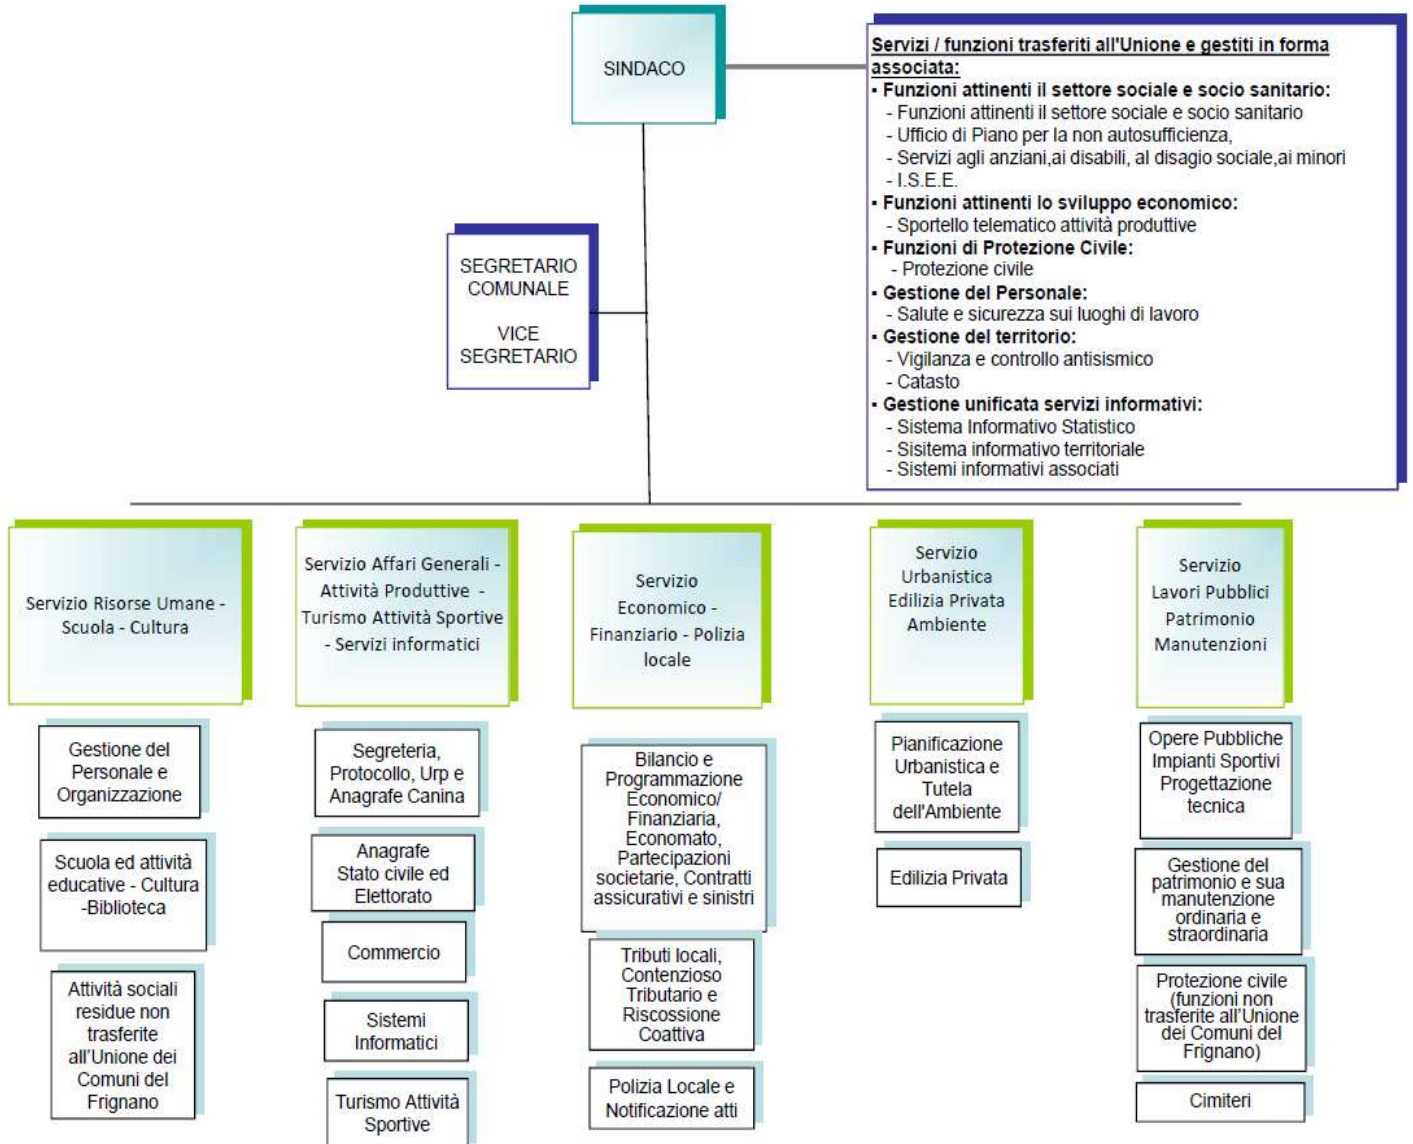 SINDACO
Servizi / funzioni trasferiti all'Unione e gestiti in forma
associata:
▪ Funzioni attinenti il settore sociale e socio sanitario:
- Funzioni attinenti il settore sociale e socio sanitario
- Ufficio di Piano per la non autosufficienza,
- Servizi agli anziani,ai disabili, al disagio sociale,ai minori
- I.S.E.E.
▪ Funzioni attinenti lo sviluppo economico:
- Sportello telematico attività produttive
▪ Funzioni di Protezione Civile:
- Protezione civile
▪ Gestione del Personale:
- Salute e sicurezza sui luoghi di lavoro
▪ Gestione del territorio:
- Vigilanza e controllo antisismico
- Catasto
▪ Gestione unificata servizi informativi:
- Sistema Informativo Statistico
- Sisitema informativo territoriale
- Sistemi informativi associati
SEGRETARIO
COMUNALE
VICE
SEGRETARIO
Servizio Risorse Umane -
Scuola - Cultura
Gestione del
Personale e
Organizzazione
Scuola ed attività
educative - Cultura
-Biblioteca
Attività sociali
residue non
trasferite
all'Unione dei
Comuni del
Frignano
Servizio Affari Generali -
Attività Produttive -
Turismo Attività Sportive
- Servizi informatici
Segreteria,
Protocollo, Urp e
Anagrafe Canina
Anagrafe
Stato civile ed
Elettorato
Commercio
Sistemi
Informatici
Turismo Attività
Sportive
Servizio
Economico -
Finanziario - Polizia
locale
Bilancio e
Programmazione
Economico/
Finanziaria,
Economato,
Partecipazioni
societarie, Contratti
assicurativi e sinistri
Tributi locali,
Contenzioso
Tributario e
Riscossione
Coattiva
Polizia Locale e
Notificazione atti
Servizio
Urbanistica
Edilizia Privata
Ambiente
Pianificazione
Urbanistica e
Tutela
dell'Ambiente
Edilizia Privata
Servizio
Lavori Pubblici
Patrimonio
Manutenzioni
Opere Pubbliche
Impianti Sportivi
Progettazione
tecnica
Gestione del
patrimonio e sua
manutenzione
ordinaria e
straordinaria
Protezione civile
(funzioni non
trasferite all'Unione
dei Comuni del
Frignano)
Cimiteri